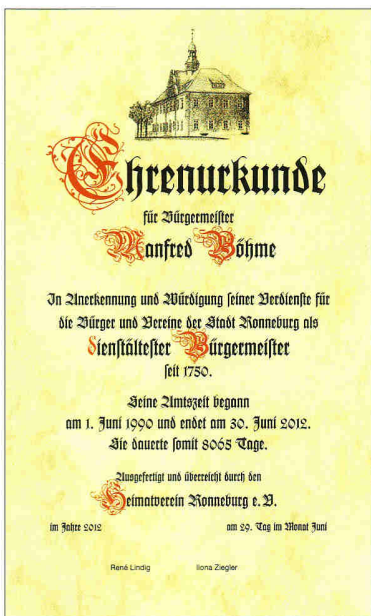 Ehrenurkunde
für Bürgermeister
Manfred Böhme
In Anerkennung und Würdigung seiner Verdienste für
die Bürger und Vereine der Stadt Ronneburg als
dienstältester Bürgermeister
seit 1750.
Seine Amtszeit begann
am 1. Juni 1990 und endet am 30. Juni 2012.
Sie dauerte somit 8065 Tage.
Ausgefertigt und überreicht durch den
Heimatverein Ronneburg e.V.
im Jahre 2012 am 29. Tag im Monat Juni
René Lindig Ilona Ziegler